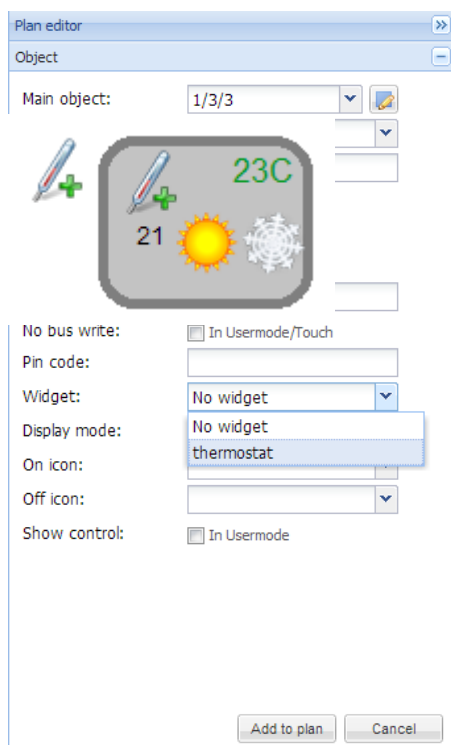 Plan editor
Object
Main object: 1/3/3
23C
21
No bus write: In Usermode/Touch
Pin code:
Widget: No widget
No widget
Display mode:
thermostat
On icon:
Off icon:
Show control: In Usermode
Add to plan Cancel